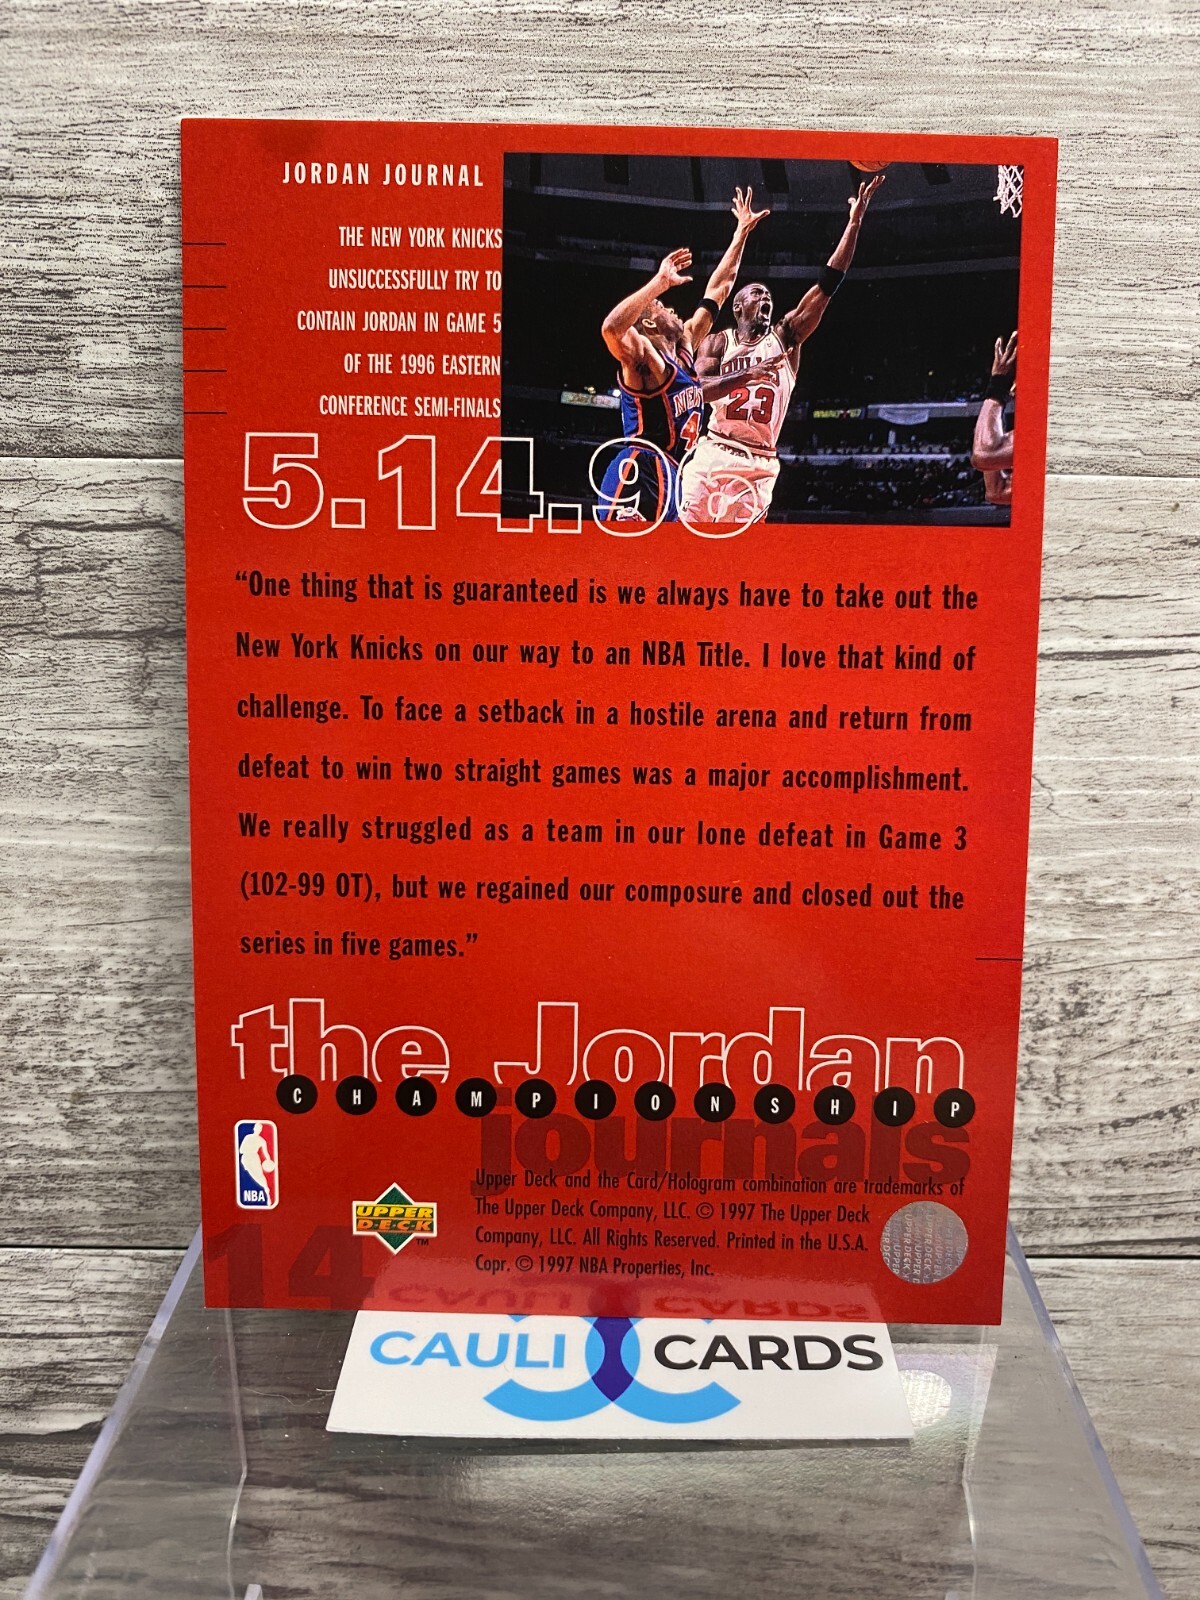 JORDAN JOURNAL
THE NEW YORK KNICKS
UNSUCCESSFULLY TRY TO
CONTAIN JORDAN IN GAME 5
OF THE 1996 EASTERN
CONFERENCE SEMI-FINALS
NEW
BULLS
23
5.14.96
“One thing that is guaranteed is we always have to take out the
New York Knicks on our way to an NBA Title. I love that kind of
challenge. To face a setback in a hostile arena and return from
defeat to win two straight games was a major accomplishment.
We really struggled as a team in our lone defeat in Game 3
(102-99 OT), but we regained our composure and closed out the
series in five games.”
the Jordan
CHAMPIONSHIP
journals
NBA
UPPER
DECK
TM
Upper Deck and the Card/Hologram combination are trademarks of
The Upper Deck Company, LLC. © 1997 The Upper Deck
Company, LLC. All Rights Reserved. Printed in the U.S.A.
Copr. © 1997 NBA Properties, Inc.
UPPER DECK
14
CAULI CARDS